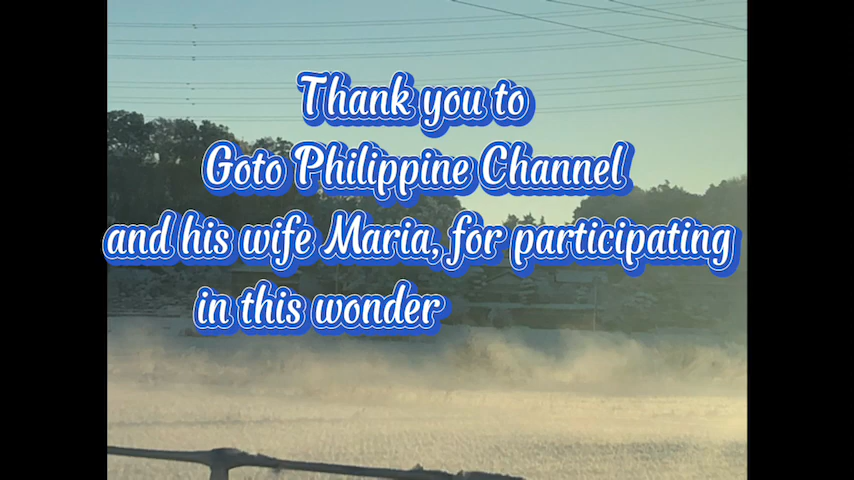 Thank you to
Goto Philippine Channel
and his wife Maria, for participating
in this wonder